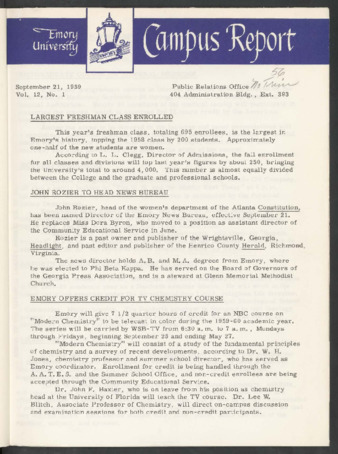 Emory
University
Campus Report
56
September 21, 1959
Public Relations Office
Vol. 12, No. 1
404 Administration Bldg., Ext. 393
LARGEST FRESHMAN CLASS ENROLLED
This year's freshman class, totaling 695 enrollees, is the largest in
Emory's history, topping the 1958 class by 200 students. Approximately
one-half of the new students are women.
According to L. L. Clegg, Director of Admissions, the fall enrollment
for all classes and divisions will top last year's figures by about 250, bringing
the University's total to around 4,000. This number is almost equally divided
between the College and the graduate and professional schools.
JOHN ROZIER TO HEAD NEWS BUREAU
John Rozier, head of the women's department of the Atlanta Constitution,
has been named Director of the Emory News Bureau, effective September 21.
He replaces Miss Dora Byron, who moved to a position as assistant director of
the Community Educational Service in June.
Rozier is a past owner and publisher of the Wrightsville, Georgia,
Headlight, and past editor and publisher of the Henrico County Herald, Richmond,
Virginia.
The news director holds A.B. and M.A. degrees from Emory, where
he was elected to Phi Beta Kappa. He has served on the Board of Governors of
the Georgia Press Association, and is a steward at Glenn Memorial Methodist
Church.
EMORY OFFERS CREDIT FOR TV CHEMISTRY COURSE
Emory will give 7 1/2 quarter hours of credit for an NBC course on
"Modern Chemistry" to be telecast in color during the 1959-60 academic year.
The series will be carried by WSB-TV from 6:30 a.m. to 7 a.m., Mondays
through Fridays, beginning September 28 and ending May 27.
"Modern Chemistry" will consist of a study of the fundamental principles
of chemistry and a survey of recent developments, according to Dr. W. H.
Jones, chemistry professor and summer school director, who has served as
Emory coordinator. Enrollment for credit is being handled through the
A.A.T.E.S. and the Summer School Office, and non-credit enrollees are being
accepted through the Community Educational Service.
Dr. John F. Baxter, who is on leave from his position as chemistry
head at the University of Florida will teach the TV course. Dr. Lee W.
Blitch, Associate Professor of Chemistry, will direct on-campus discussion
and examination sessions for both credit and non-credit participants.